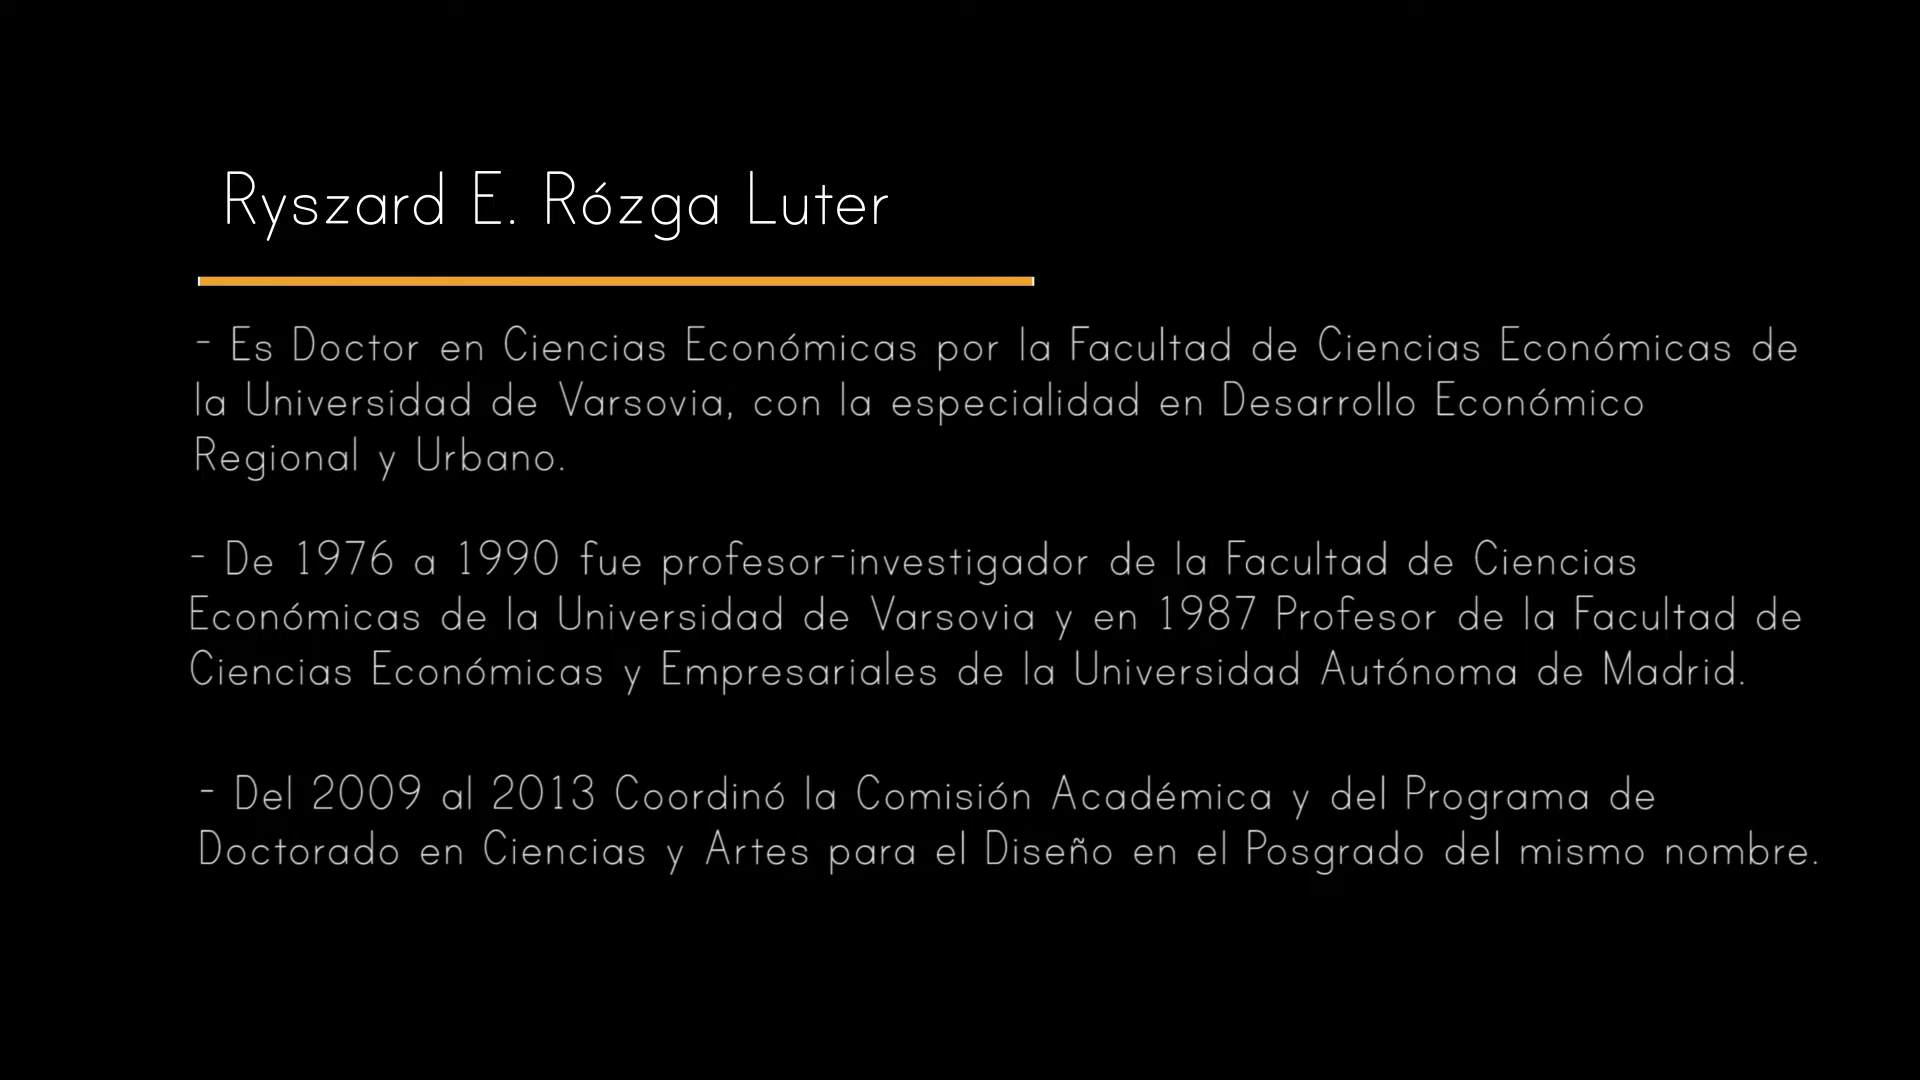 Ryszard E. Rózga Luter
- Es Doctor en Ciencias Económicas por la Facultad de Ciencias Económicas de
la Universidad de Varsovia, con la especialidad en Desarrollo Económico
Regional y Urbano.
- De 1976 a 1990 fue profesor-investigador de la Facultad de Ciencias
Económicas de la Universidad de Varsovia y en 1987 Profesor de la Facultad de
Ciencias Económicas y Empresariales de la Universidad Autónoma de Madrid.
- Del 2009 al 2013 Coordinó la Comisión Académica y del Programa de
Doctorado en Ciencias y Artes para el Diseño en el Posgrado del mismo nombre.